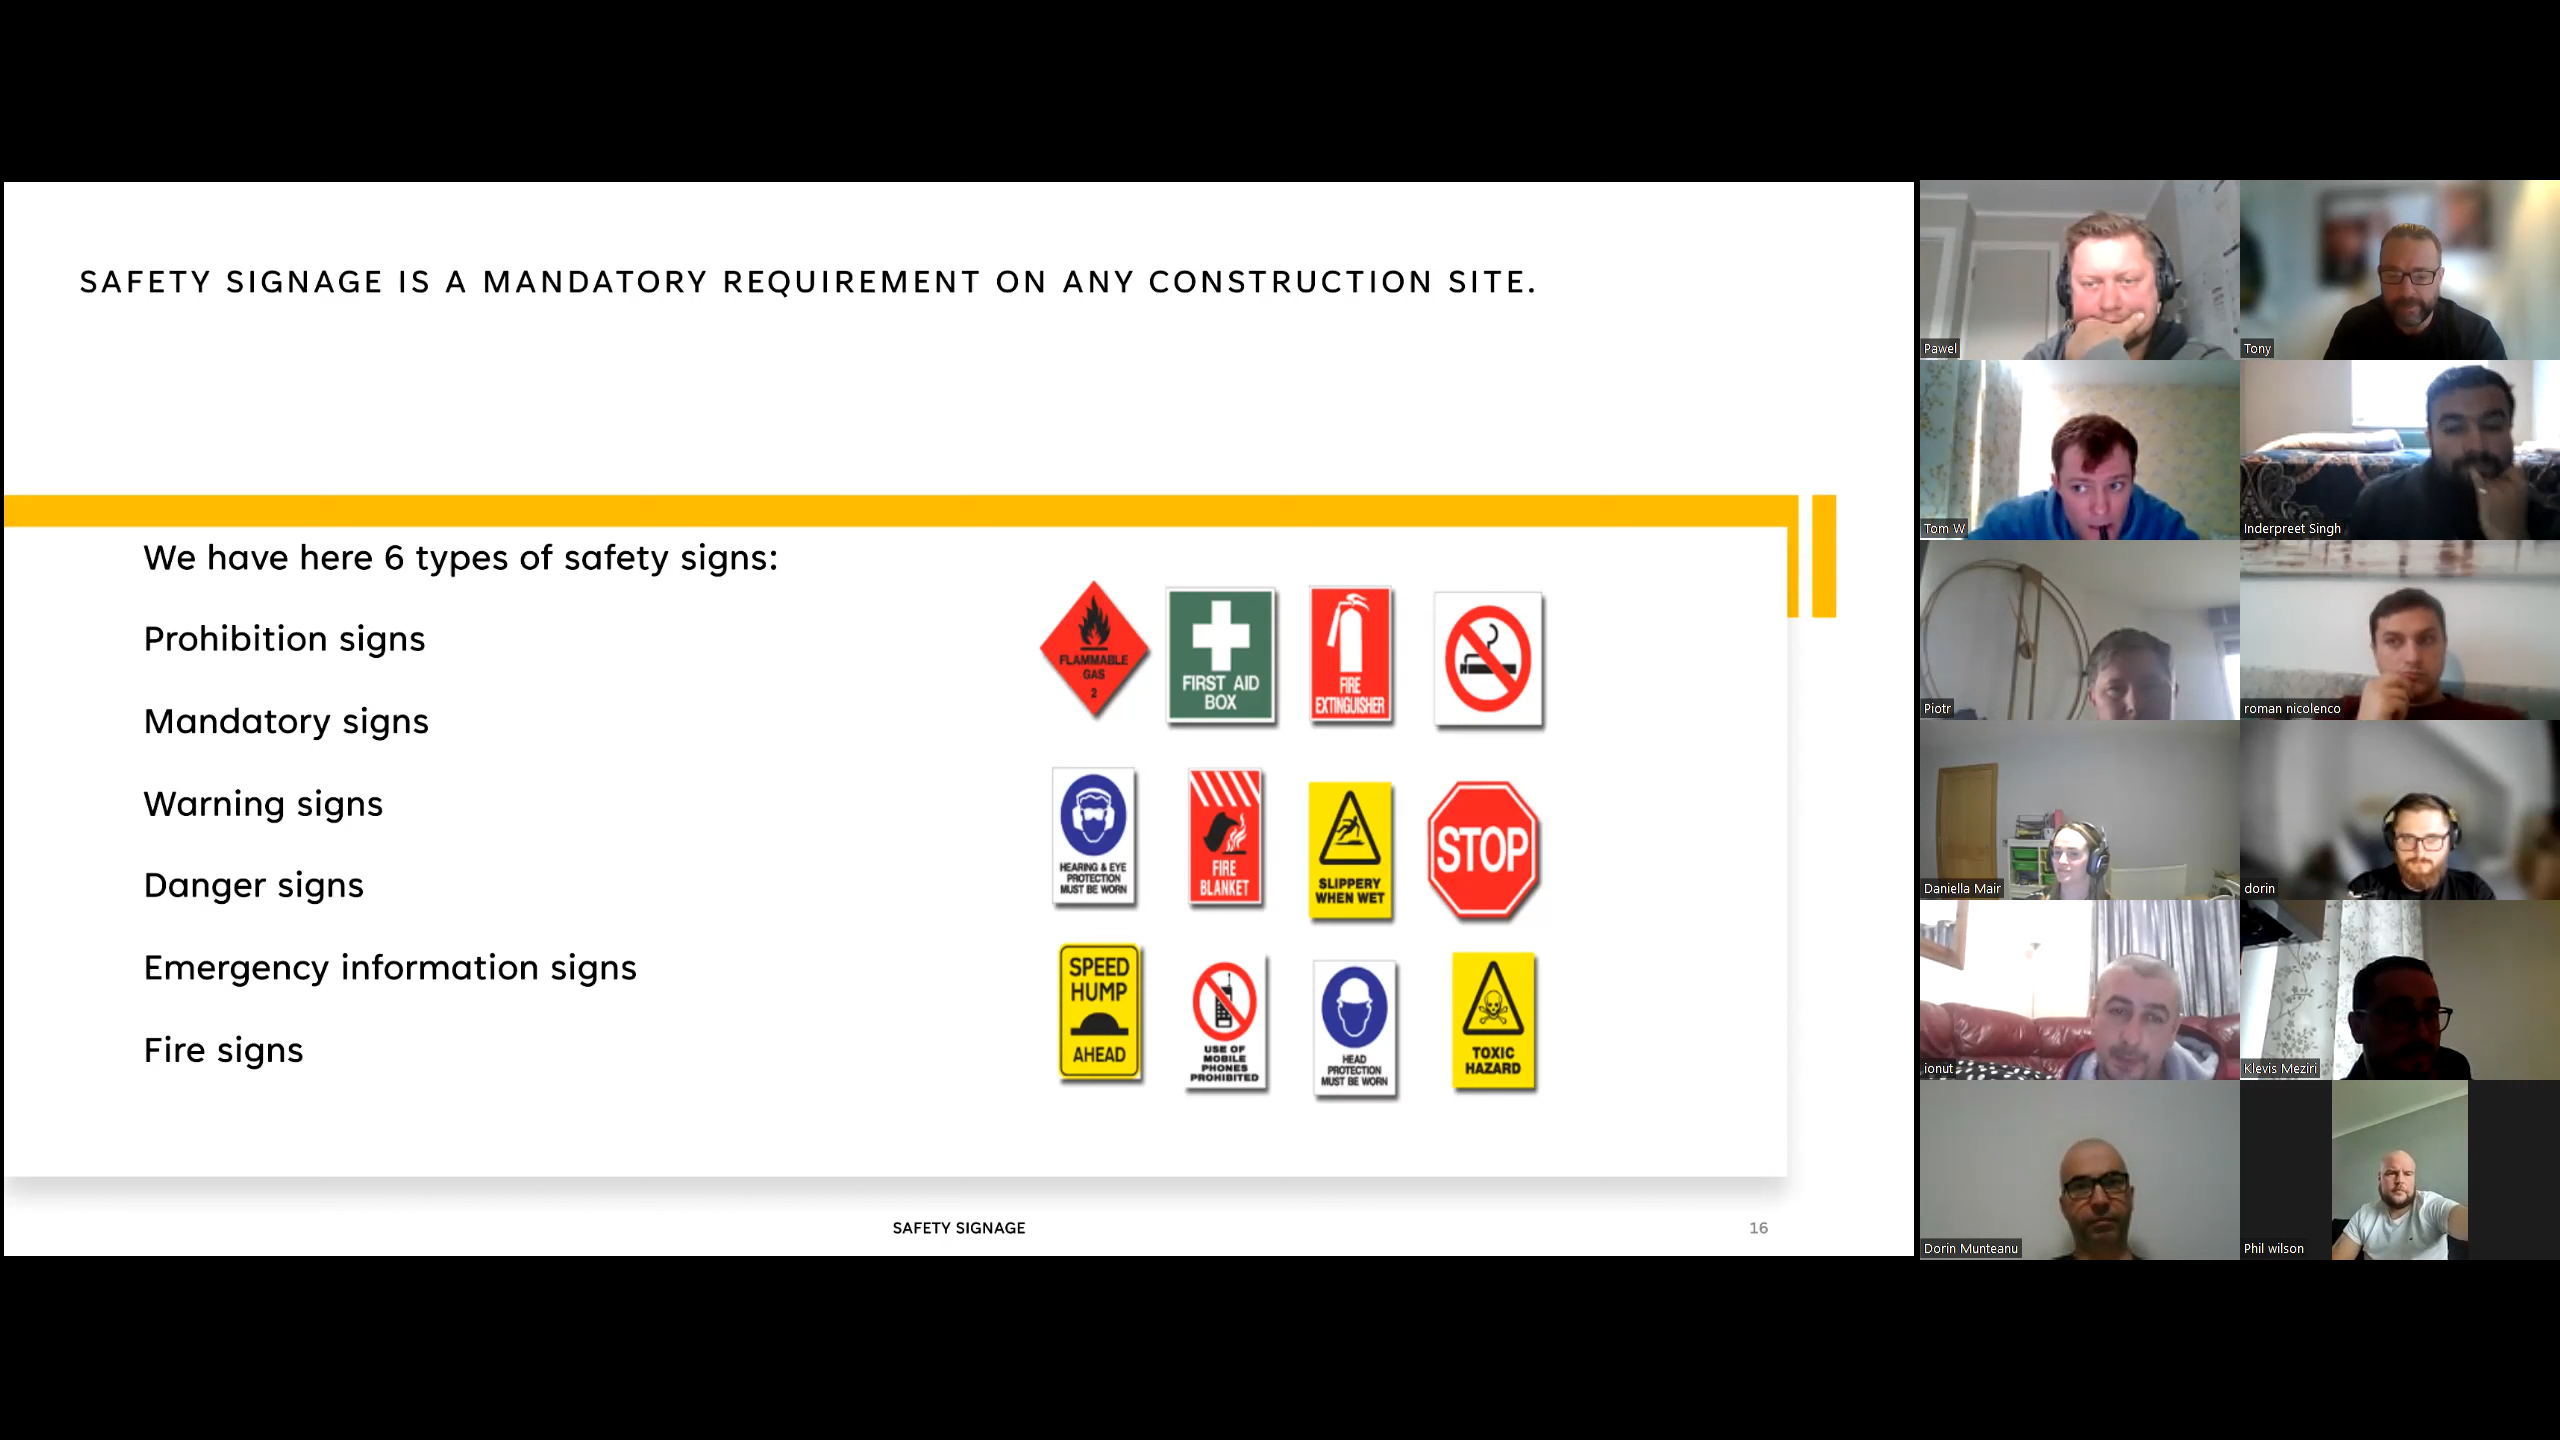 SAFETY SIGNAGE IS A MANDATORY REQUIREMENT ON ANY CONSTRUCTION SITE.
We have here 6 types of safety signs:
Prohibition signs
Mandatory signs
Warning signs
Danger signs
Emergency information signs
Fire signs
FLAMMABLE
GAS
2
FIRST AID
BOX
FIRE
EXTINGUISHER
HEARING & EYE
PROTECTION
MUST BE WORN
FIRE
BLANKET
SLIPPERY
WHEN WET
STOP
SPEED
HUMP
AHEAD
USE OF
MOBILE
PHONES
PROHIBITED
HEAD
PROTECTION
MUST BE WORN
TOXIC
HAZARD
SAFETY SIGNAGE
16
Pawel
Tony
Tom W
Inderpreet Singh
Piotr
roman nicolenco
Daniella Mair
dorin
ionut
Klevis Meziri
Dorin Munteanu
Phil wilson